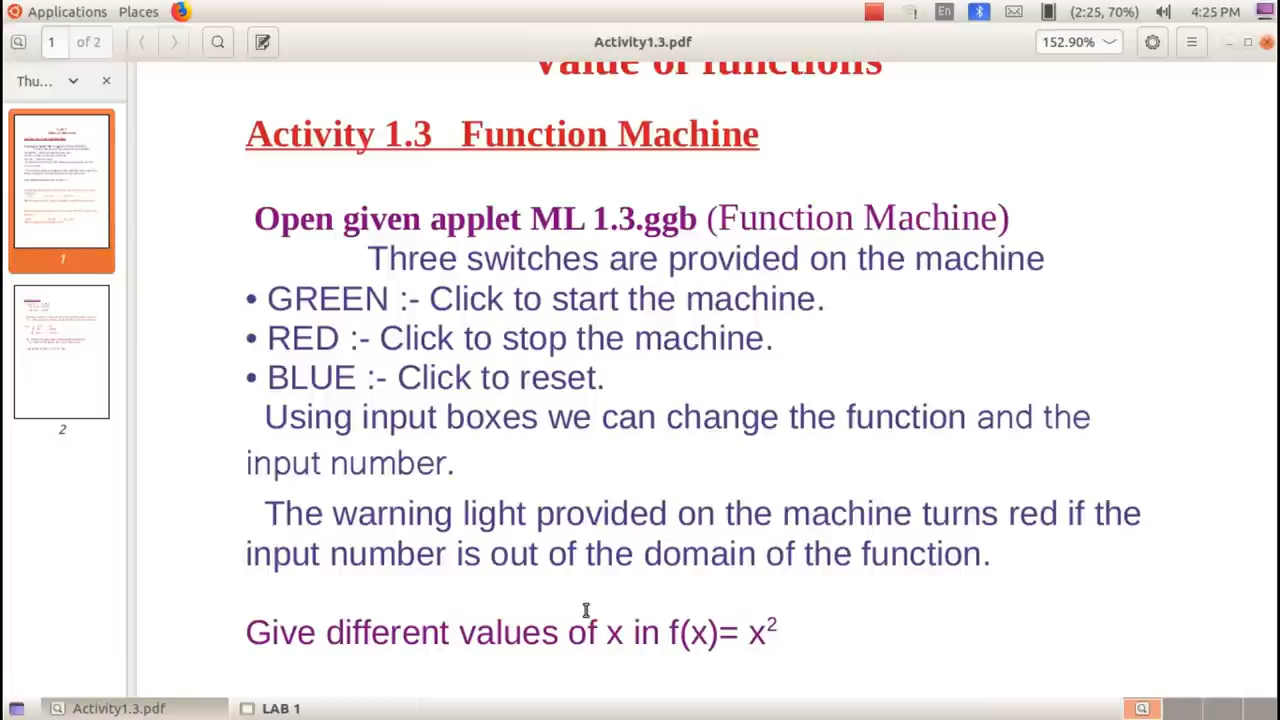 Applications Places En (2:25, 70%) 4:25 PM
1 of 2 Activity1.3.pdf 152.90%
Thu...
Value of functions
Activity 1.3 Function Machine
Open given applet ML 1.3.ggb (Function Machine)
Three switches are provided on the machine
• GREEN :- Click to start the machine.
• RED :- Click to stop the machine.
• BLUE :- Click to reset.
Using input boxes we can change the function and the
input number.
The warning light provided on the machine turns red if the
input number is out of the domain of the function.
Give different values of x in f(x)= x²
1
2
Activity1.3.pdf LAB 1